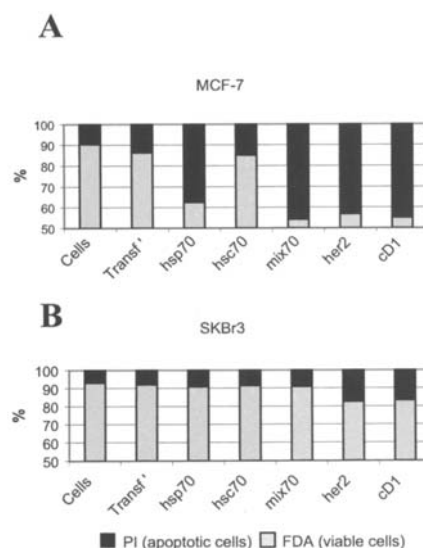 A
MCF-7
100
90
80
70
60
50
%
Cells
Transf'
hsp70
hsc70
mix70
her2
cD1
B
SKBr3
100
90
80
70
60
50
%
Cells
Transf'
hsp70
hsc70
mix70
her2
cD1
PI (apoptotic cells) FDA (viable cells)